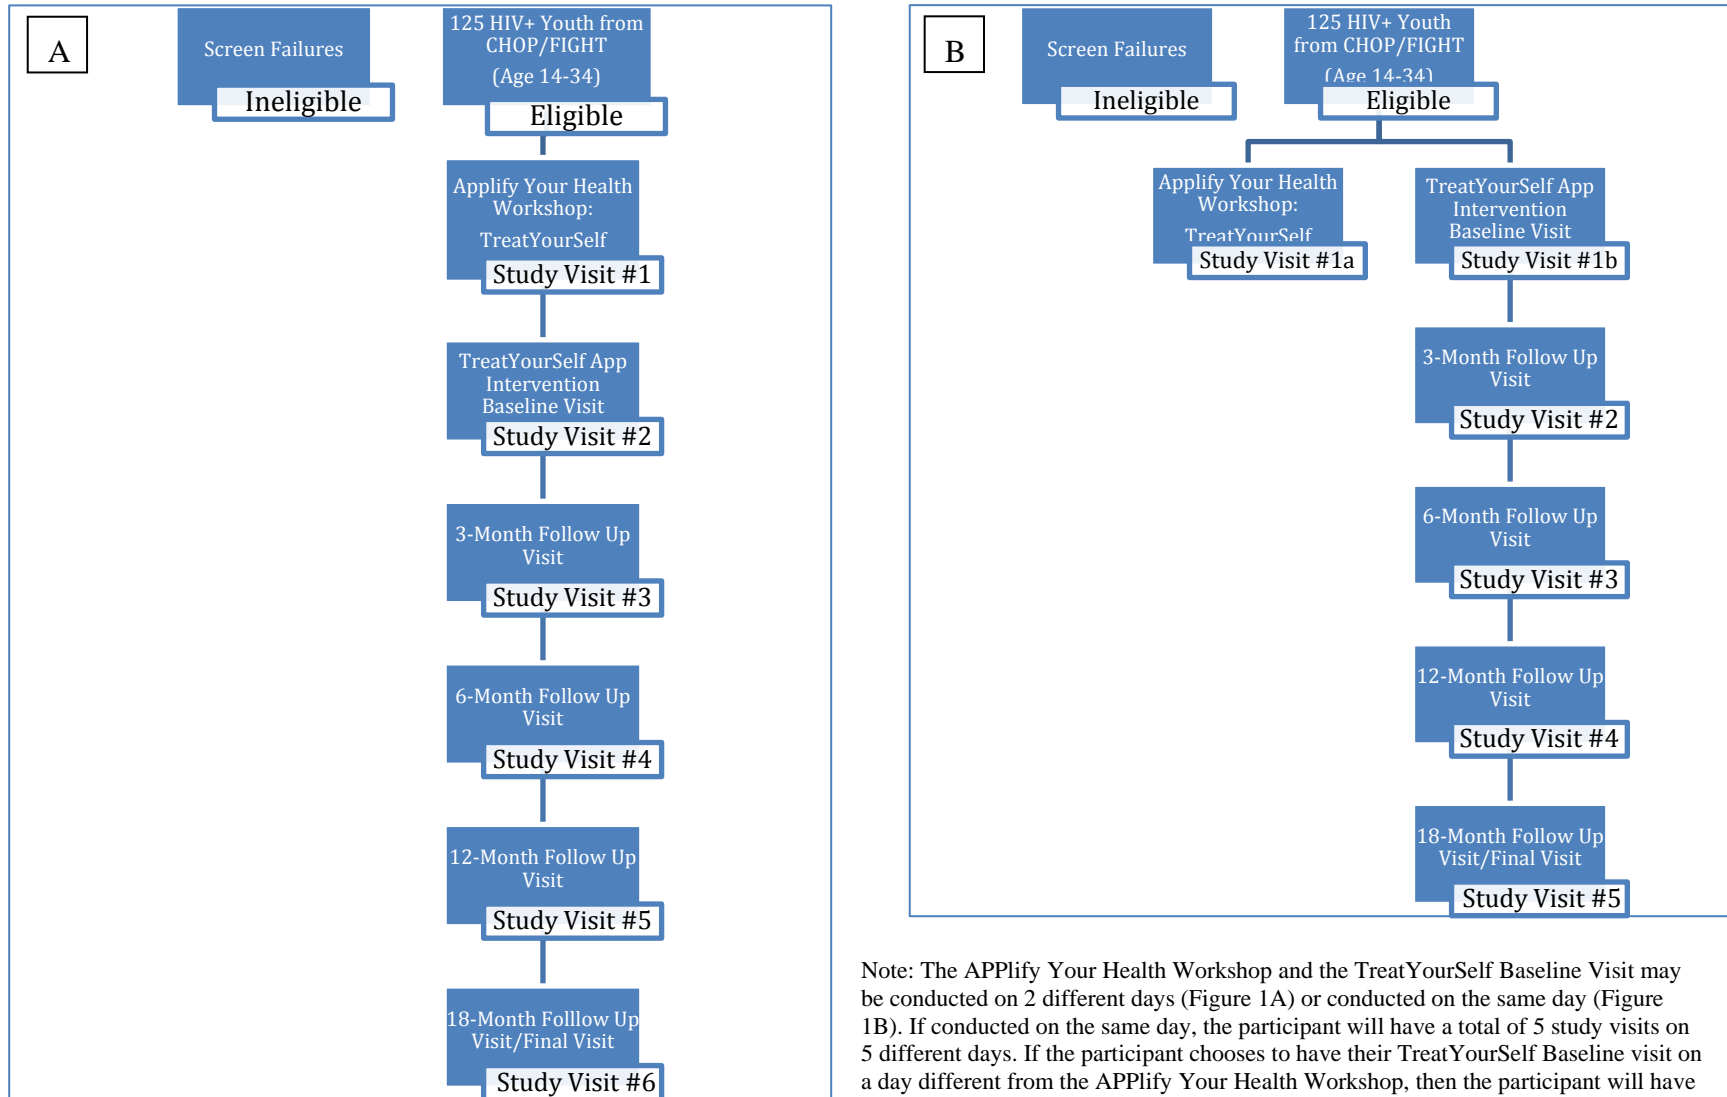 A
Screen Failures
Ineligible
125 HIV+ Youth from
CHOP/FIGHT
(Age 14-34)
Eligible
Applify Your Health
Workshop:
TreatYourSelf
Study Visit #1
TreatYourSelf App
Intervention
Baseline Visit
Study Visit #2
3-Month Follow Up
Visit
Study Visit #3
6-Month Follow Up
Visit
Study Visit #4
12-Month Follow Up
Visit
Study Visit #5
18-Month Folllow Up
Visit/Final Visit
Study Visit #6
B
Screen Failures
Ineligible
125 HIV+ Youth
from CHOP/FIGHT
(Age 14-34)
Eligible
Applify Your Health
Workshop:
TreatYourSelf
Study Visit #1a
TreatYourSelf App
Intervention
Baseline Visit
Study Visit #1b
3-Month Follow Up
Visit
Study Visit #2
6-Month Follow Up
Visit
Study Visit #3
12-Month Follow Up
Visit
Study Visit #4
18-Month Follow Up
Visit/Final Visit
Study Visit #5
Note: The APPlify Your Health Workshop and the TreatYourSelf Baseline Visit may
be conducted on 2 different days (Figure 1A) or conducted on the same day (Figure
1B). If conducted on the same day, the participant will have a total of 5 study visits on
5 different days. If the participant chooses to have their TreatYourSelf Baseline visit on
a day different from the APPlify Your Health Workshop, then the participant will have